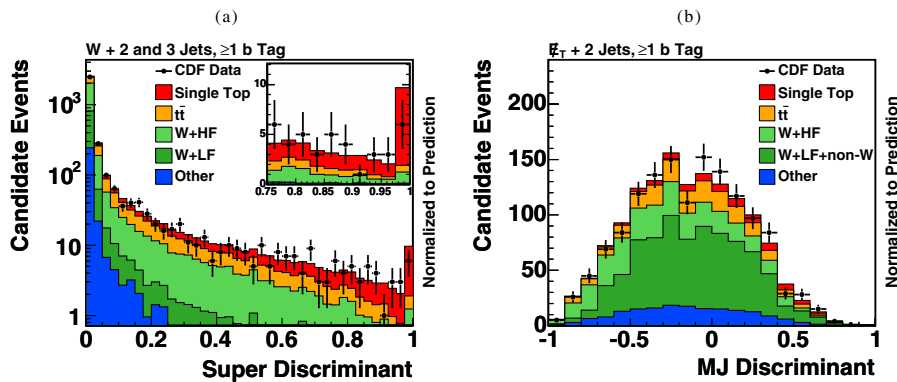 (a)
W + 2 and 3 Jets, ≥1 b Tag
Candidate Events
10³
10²
10
1
CDF Data
Single Top
tt̄
W+HF
W+LF
Other
10
5
0
0.75 0.8 0.85 0.9 0.95 1
Normalized to Prediction
0 0.2 0.4 0.6 0.8 1
Super Discriminant
(b)
E̸T + 2 Jets, ≥1 b Tag
Candidate Events
200
150
100
50
0
CDF Data
Single Top
tt̄
W+HF
W+LF+non-W
Other
Normalized to Prediction
-1 -0.5 0 0.5 1
MJ Discriminant